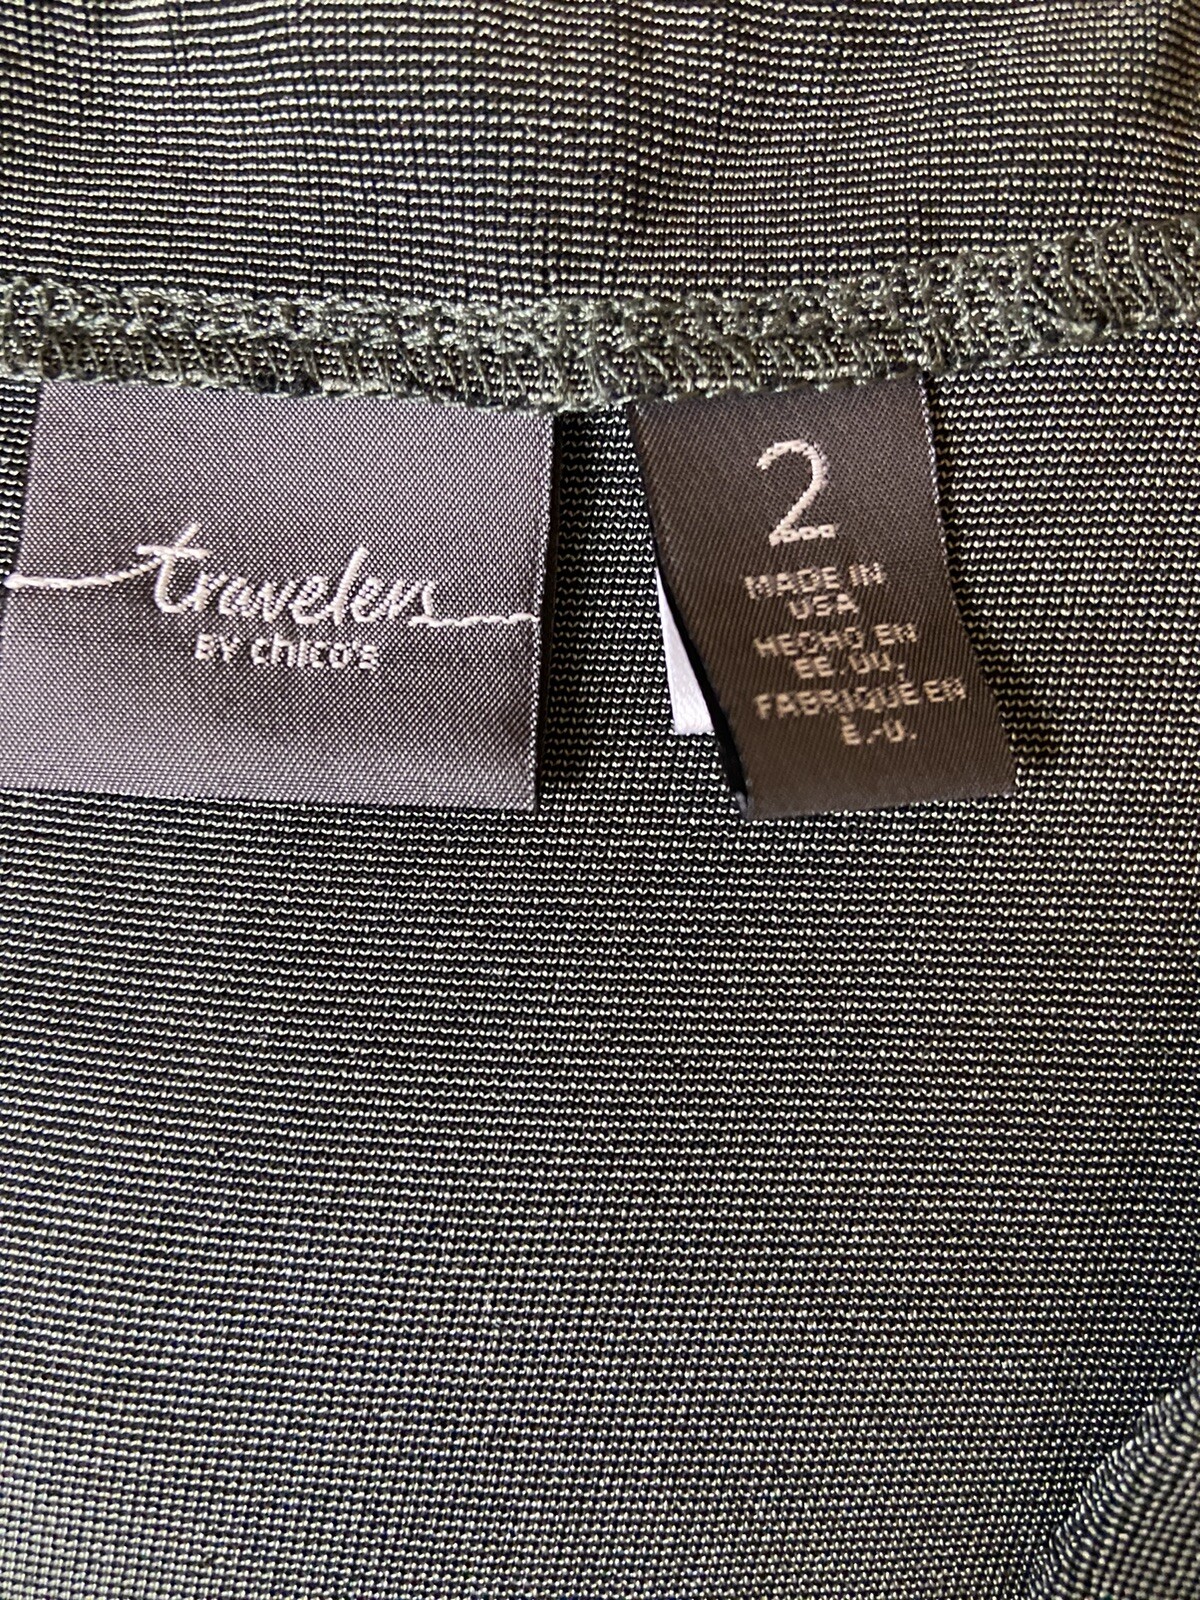 travelers
BY chico's
2
MADE IN
USA
HECHO EN
EE.UU.
FABRIQUÉ EN
É.-U.